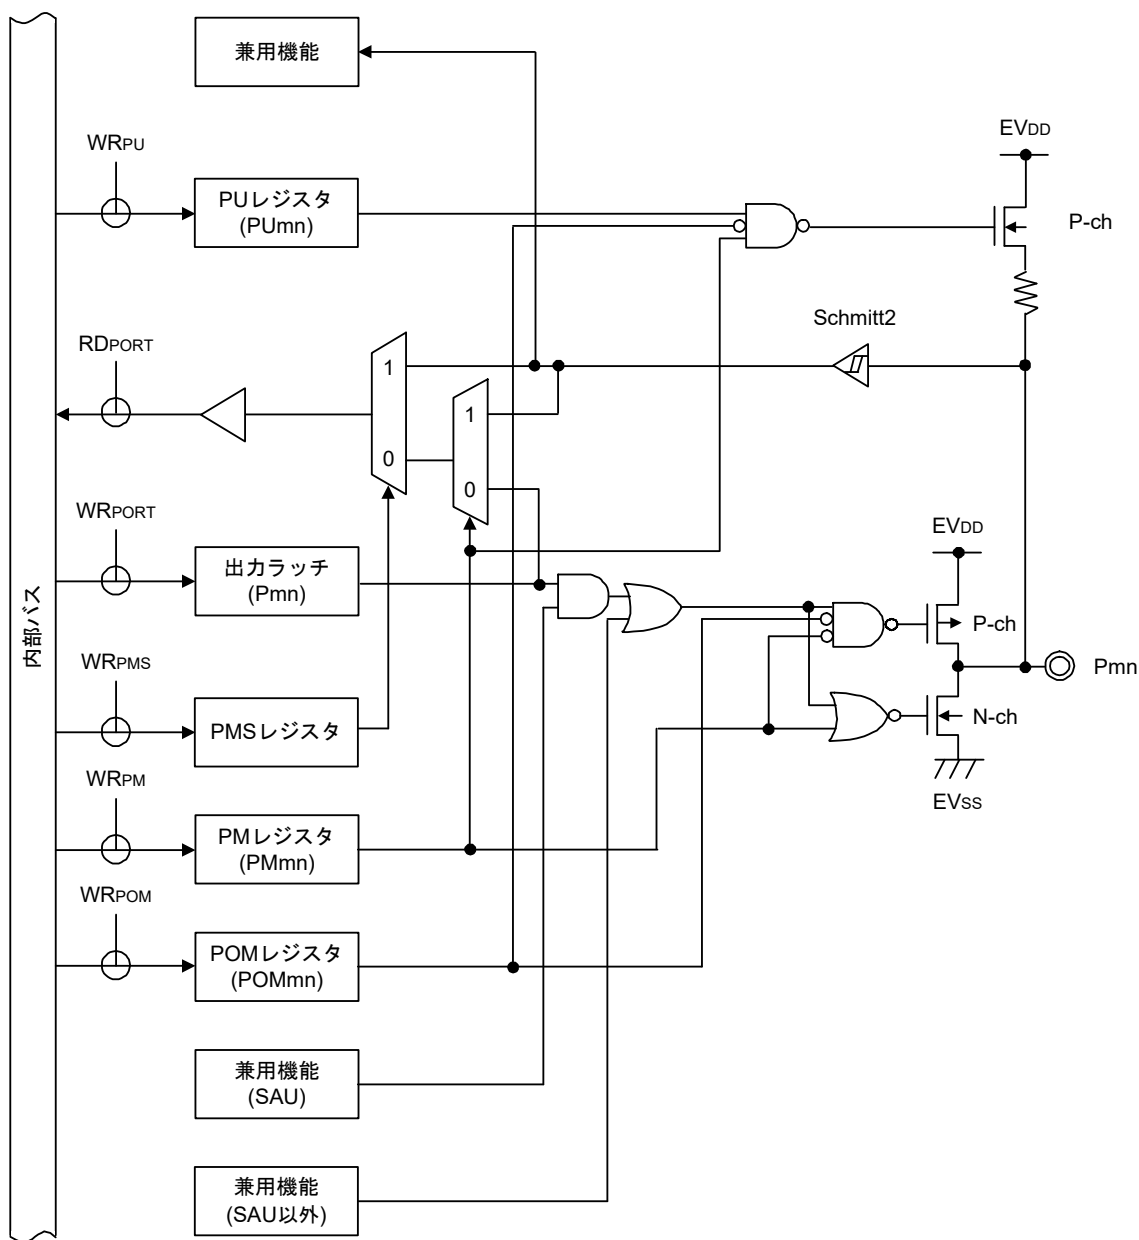 兼用機能
EVDD
WRPU
PUレジスタ
(PUmn)
P-ch
Schmitt2
RDPORT
1
1
0
0
WRPORT
EVDD
出力ラッチ
(Pmn)
P-ch
内部バス
WRPMS
Pmn
PMSレジスタ
N-ch
WRPM
EVSS
PMレジスタ
(PMmn)
WRPOM
POMレジスタ
(POMmn)
兼用機能
(SAU)
兼用機能
(SAU以外)